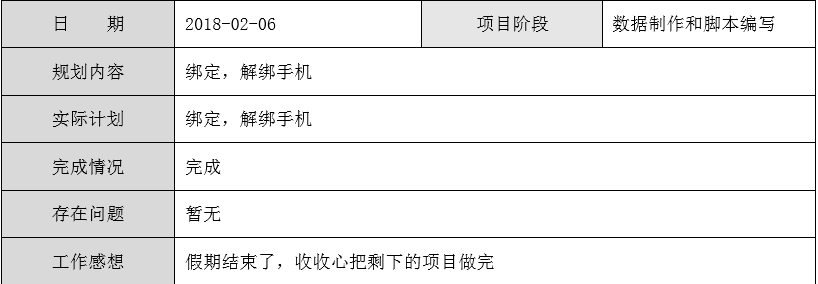 日 期 2018-02-06 项目阶段 数据制作和脚本编写
规划内容 绑定，解绑手机
实际计划 绑定，解绑手机
完成情况 完成
存在问题 暂无
工作感想 假期结束了，收收心把剩下的项目做完